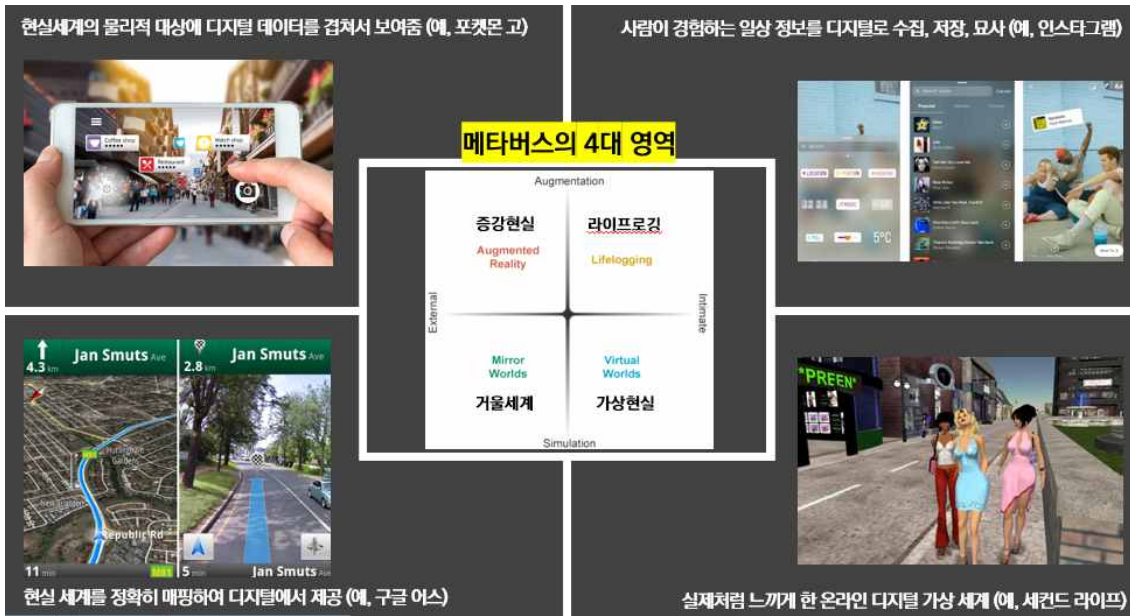 현실세계의 물리적 대상에 디지털 데이터를 겹쳐서 보여줌 (예, 포켓몬 고)
사람이 경험하는 일상 정보를 디지털로 수집, 저장, 묘사 (예, 인스타그램)
Coffee shop
Watch shop
Restaurant
5°C
메타버스의 4대 영역
Augmentation
증강현실
라이프로깅
Augmented
Reality
Lifelogging
External
Intimate
Mirror
Worlds
Virtual
Worlds
거울세계
가상현실
Simulation
Jan Smuts Ave
4.3 km
Republic Rd
11 min
M81
Jan Smuts Ave
2.8 km
5 min
Jan Smuts Ave
*PREEN*
현실 세계를 정확히 매핑하여 디지털에서 제공 (예, 구글 어스)
실제처럼 느끼게 한 온라인 디지털 가상 세계 (예, 세컨드 라이프)